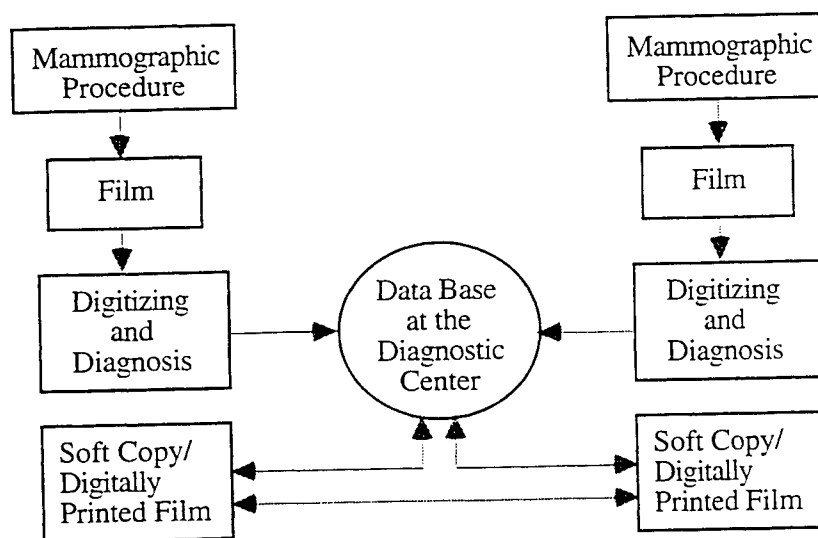 Mammographic
Procedure
Film
Digitizing
and
Diagnosis
Soft Copy/
Digitally
Printed Film
Data Base
at the
Diagnostic
Center
Mammographic
Procedure
Film
Digitizing
and
Diagnosis
Soft Copy/
Digitally
Printed Film